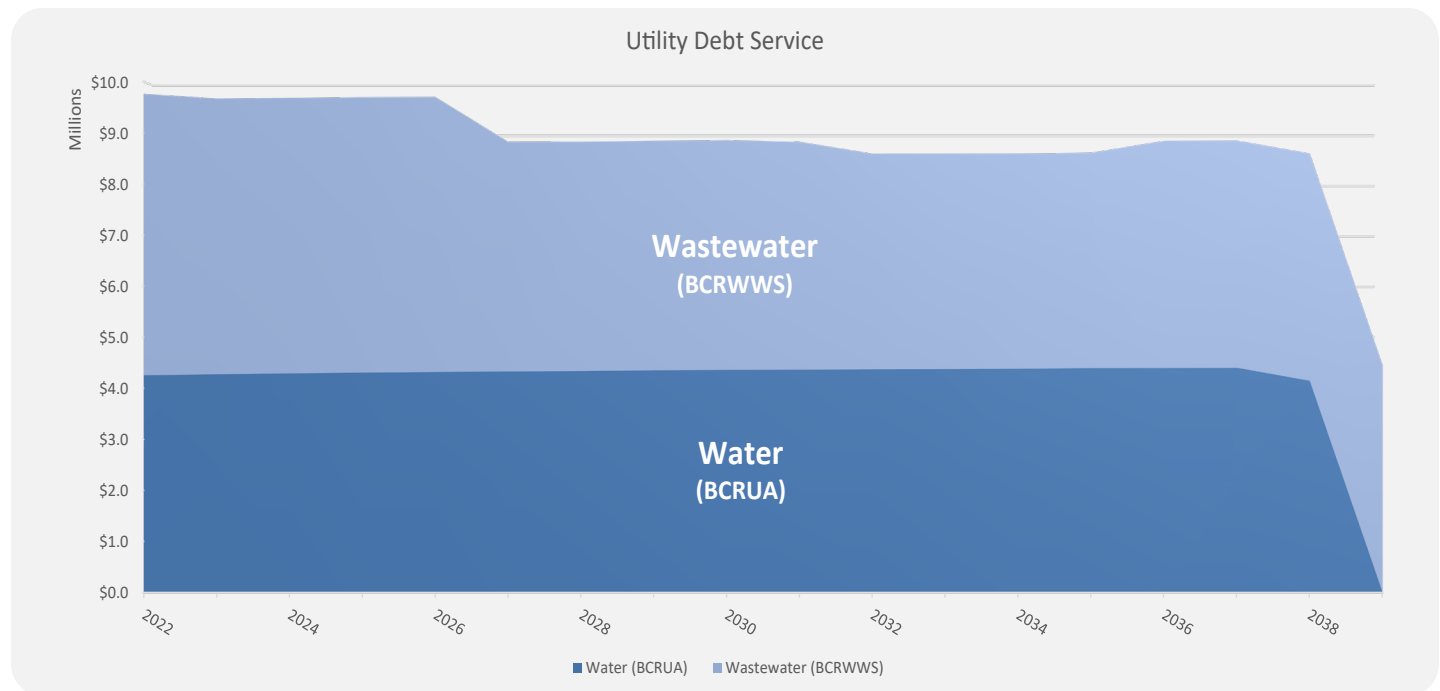 Utility Debt Service
Millions
$10.0
$9.0
$8.0
$7.0
$6.0
$5.0
$4.0
$3.0
$2.0
$1.0
$0.0
Wastewater
(BCRWWS)
Water
(BCRUA)
2022 2024 2026 2028 2030 2032 2034 2036 2038
Water (BCRUA) Wastewater (BCRWWS)